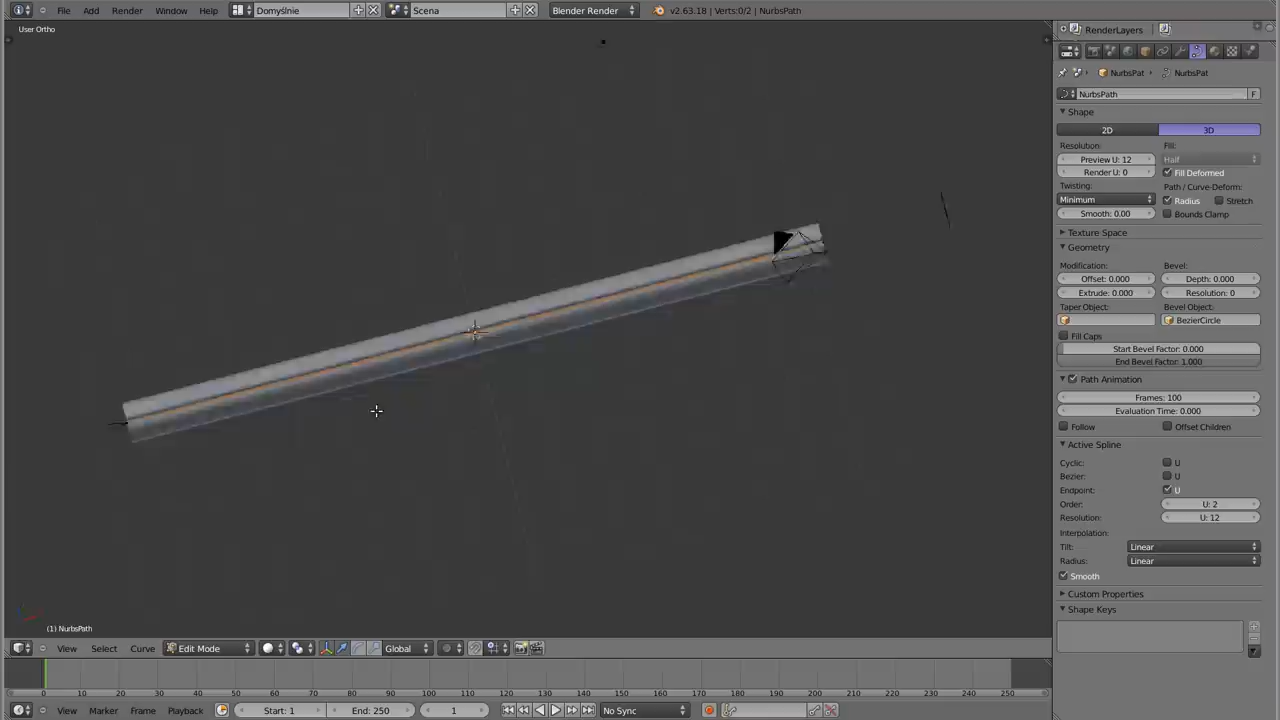 File Add Render Window Help Domyślnie Scena Blender Render v2.63.18 | Verts:0/2 | NurbsPath
User Ortho
RenderLayers
NurbsPat NurbsPat
NurbsPath F
Shape
2D 3D
Resolution: Fill:
Preview U: 12 Half
Render U: 0 Fill Deformed
Twisting: Path / Curve-Deform:
Minimum Radius Stretch
Smooth: 0.00 Bounds Clamp
Texture Space
Geometry
Modification: Bevel:
Offset: 0.000 Depth: 0.000
Extrude: 0.000 Resolution: 0
Taper Object: Bevel Object:
BezierCircle
Fill Caps
Start Bevel Factor: 0.000
End Bevel Factor: 1.000
Path Animation
Frames: 100
Evaluation Time: 0.000
Follow Offset Children
Active Spline
Cyclic: U
Bezier: U
Endpoint: U
Order: U: 2
Resolution: U: 12
Interpolation:
Tilt: Linear
Radius: Linear
Smooth
Custom Properties
Shape Keys
(1) NurbsPath
View Select Curve Edit Mode Global
0 10 20 30 40 50 60 70 80 90 100 110 120 130 140 150 160 170 180 190 200 210 220 230 240 250
View Marker Frame Playback Start: 1 End: 250 1 No Sync